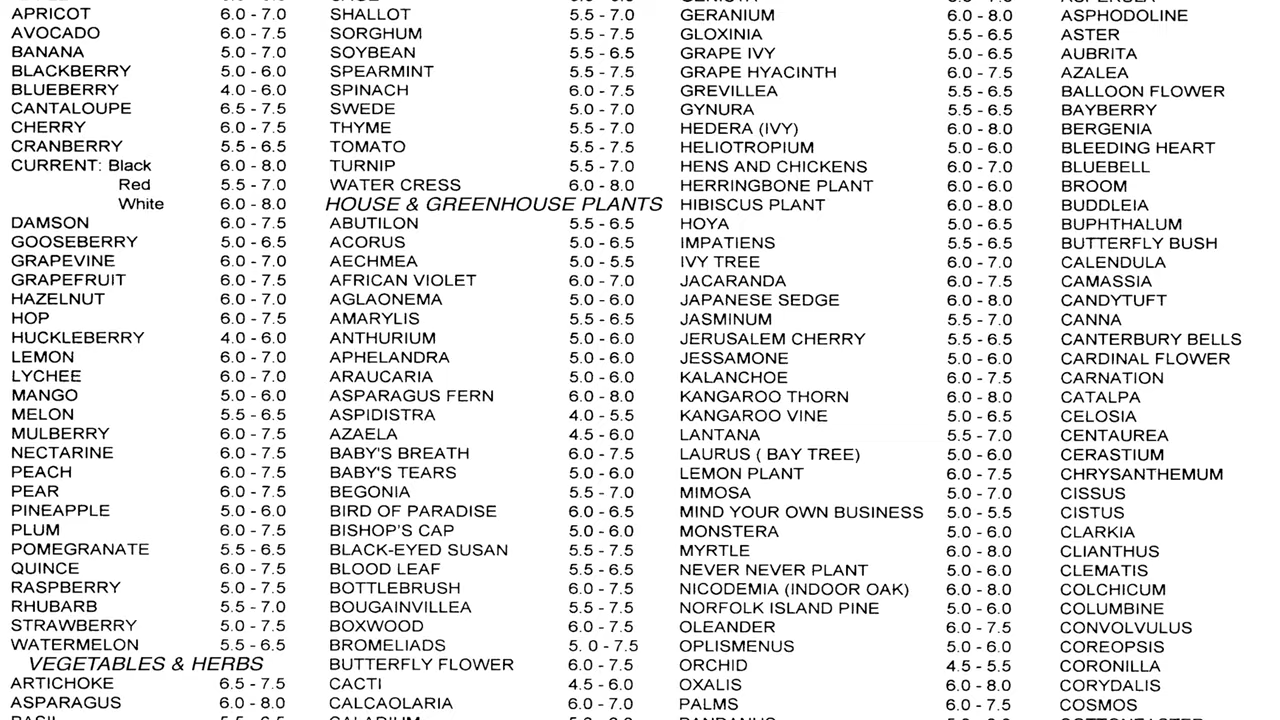 APRICOT 6.0 - 7.0
AVOCADO 6.0 - 7.5
BANANA 5.0 - 7.0
BLACKBERRY 5.0 - 6.0
BLUEBERRY 4.0 - 6.0
CANTALOUPE 6.5 - 7.5
CHERRY 6.0 - 7.5
CRANBERRY 5.5 - 6.5
CURRENT: Black 6.0 - 8.0
Red 5.5 - 7.0
White 6.0 - 8.0
DAMSON 6.0 - 7.5
GOOSEBERRY 5.0 - 6.5
GRAPEVINE 6.0 - 7.0
GRAPEFRUIT 6.0 - 7.5
HAZELNUT 6.0 - 7.0
HOP 6.0 - 7.5
HUCKLEBERRY 4.0 - 6.0
LEMON 6.0 - 7.0
LYCHEE 6.0 - 7.0
MANGO 5.0 - 6.0
MELON 5.5 - 6.5
MULBERRY 6.0 - 7.5
NECTARINE 6.0 - 7.5
PEACH 6.0 - 7.5
PEAR 6.0 - 7.5
PINEAPPLE 5.0 - 6.0
PLUM 6.0 - 7.5
POMEGRANATE 5.5 - 6.5
QUINCE 6.0 - 7.5
RASPBERRY 5.0 - 7.5
RHUBARB 5.5 - 7.0
STRAWBERRY 5.0 - 7.5
WATERMELON 5.5 - 6.5
VEGETABLES & HERBS
ARTICHOKE 6.5 - 7.5
ASPARAGUS 6.0 - 8.0
SHALLOT 5.5 - 7.0
SORGHUM 5.5 - 7.5
SOYBEAN 5.5 - 6.5
SPEARMINT 5.5 - 7.5
SPINACH 6.0 - 7.5
SWEDE 5.0 - 7.0
THYME 5.5 - 7.0
TOMATO 5.5 - 7.5
TURNIP 5.5 - 7.0
WATER CRESS 6.0 - 8.0
HOUSE & GREENHOUSE PLANTS
ABUTILON 5.5 - 6.5
ACORUS 5.0 - 6.5
AECHMEA 5.0 - 5.5
AFRICAN VIOLET 6.0 - 7.0
AGLAONEMA 5.0 - 6.0
AMARYLIS 5.5 - 6.5
ANTHURIUM 5.0 - 6.0
APHELANDRA 5.0 - 6.0
ARAUCARIA 5.0 - 6.0
ASPARAGUS FERN 6.0 - 8.0
ASPIDISTRA 4.0 - 5.5
AZAELA 4.5 - 6.0
BABY'S BREATH 6.0 - 7.5
BABY'S TEARS 5.0 - 6.0
BEGONIA 5.5 - 7.0
BIRD OF PARADISE 6.0 - 6.5
BISHOP'S CAP 5.0 - 6.0
BLACK-EYED SUSAN 5.5 - 7.5
BLOOD LEAF 5.5 - 6.5
BOTTLEBRUSH 6.0 - 7.5
BOUGAINVILLEA 5.5 - 7.5
BOXWOOD 6.0 - 7.5
BROMELIADS 5. 0 - 7.5
BUTTERFLY FLOWER 6.0 - 7.5
CACTI 4.5 - 6.0
CALCAOLARIA 6.0 - 7.0
GERANIUM 6.0 - 8.0
GLOXINIA 5.5 - 6.5
GRAPE IVY 5.0 - 6.5
GRAPE HYACINTH 6.0 - 7.5
GREVILLEA 5.5 - 6.5
GYNURA 5.5 - 6.5
HEDERA (IVY) 6.0 - 8.0
HELIOTROPIUM 5.0 - 6.0
HENS AND CHICKENS 6.0 - 7.0
HERRINGBONE PLANT 6.0 - 6.0
HIBISCUS PLANT 6.0 - 8.0
HOYA 5.0 - 6.5
IMPATIENS 5.5 - 6.5
IVY TREE 6.0 - 7.0
JACARANDA 6.0 - 7.5
JAPANESE SEDGE 6.0 - 8.0
JASMINUM 5.5 - 7.0
JERUSALEM CHERRY 5.5 - 6.5
JESSAMONE 5.0 - 6.0
KALANCHOE 6.0 - 7.5
KANGAROO THORN 6.0 - 8.0
KANGAROO VINE 5.0 - 6.5
LANTANA 5.5 - 7.0
LAURUS ( BAY TREE) 5.0 - 6.0
LEMON PLANT 6.0 - 7.5
MIMOSA 5.0 - 7.0
MIND YOUR OWN BUSINESS 5.0 - 5.5
MONSTERA 5.0 - 6.0
MYRTLE 6.0 - 8.0
NEVER NEVER PLANT 5.0 - 6.0
NICODEMIA (INDOOR OAK) 6.0 - 8.0
NORFOLK ISLAND PINE 5.0 - 6.0
OLEANDER 6.0 - 7.5
OPLISMENUS 5.0 - 6.0
ORCHID 4.5 - 5.5
OXALIS 6.0 - 8.0
PALMS 6.0 - 7.5
ASPHODOLINE
ASTER
AUBRITA
AZALEA
BALLOON FLOWER
BAYBERRY
BERGENIA
BLEEDING HEART
BLUEBELL
BROOM
BUDDLEIA
BUPHTHALUM
BUTTERFLY BUSH
CALENDULA
CAMASSIA
CANDYTUFT
CANNA
CANTERBURY BELLS
CARDINAL FLOWER
CARNATION
CATALPA
CELOSIA
CENTAUREA
CERASTIUM
CHRYSANTHEMUM
CISSUS
CISTUS
CLARKIA
CLIANTHUS
CLEMATIS
COLCHICUM
COLUMBINE
CONVOLVULUS
COREOPSIS
CORONILLA
CORYDALIS
COSMOS